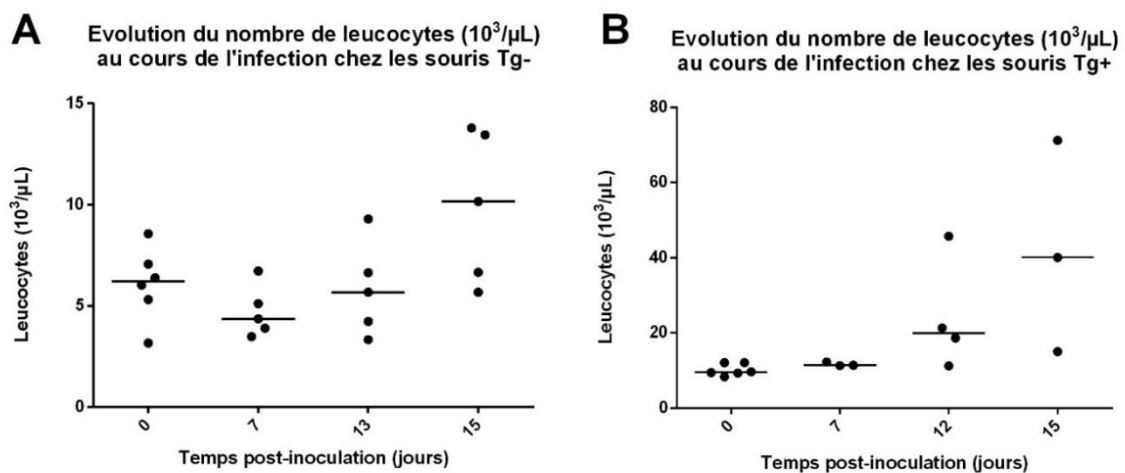 A
Evolution du nombre de leucocytes (10³/µL)
au cours de l'infection chez les souris Tg-
Leucocytes (10³/µL)
15
10
5
0
0
7
13
15
Temps post-inoculation (jours)
B
Evolution du nombre de leucocytes (10³/µL)
au cours de l'infection chez les souris Tg+
Leucocytes (10³/µL)
80
60
40
20
0
0
7
12
15
Temps post-inoculation (jours)